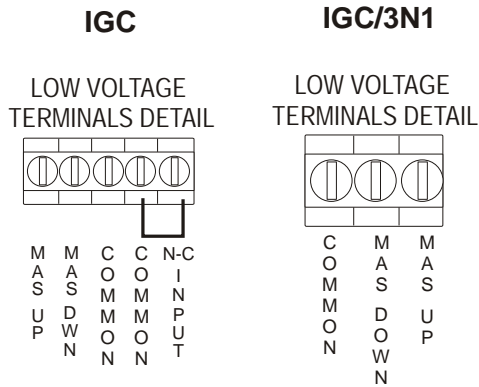 IGC
LOW VOLTAGE
TERMINALS DETAIL
MAS UP
MAS DWN
COMMON
COMMON
N-C INPUT
IGC/3N1
LOW VOLTAGE
TERMINALS DETAIL
COMMON
MAS DOWN
MAS UP